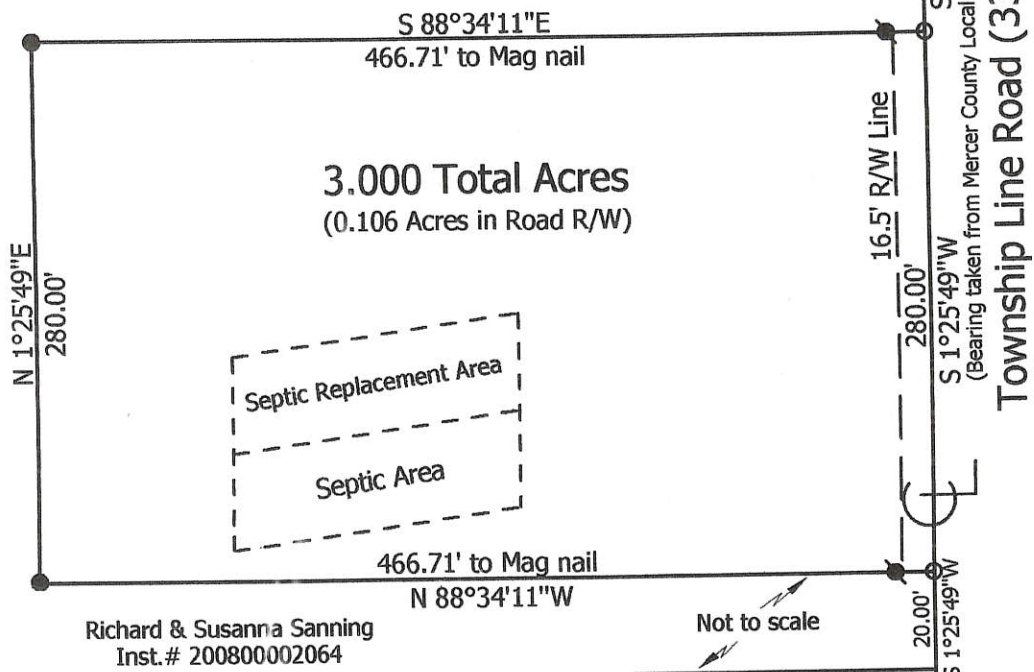 S 88°34'11"E
466.71' to Mag nail
3.000 Total Acres
(0.106 Acres in Road R/W)
N 1°25'49"E
280.00'
16.5' R/W Line
280.00'
S 1°25'49"W
(Bearing taken from Mercer County Local
Township Line Road
Septic Replacement Area
Septic Area
466.71' to Mag nail
N 88°34'11"W
Richard & Susanna Sanning
Inst.# 200800002064
Not to scale
20.00'
S 1°25'49"W